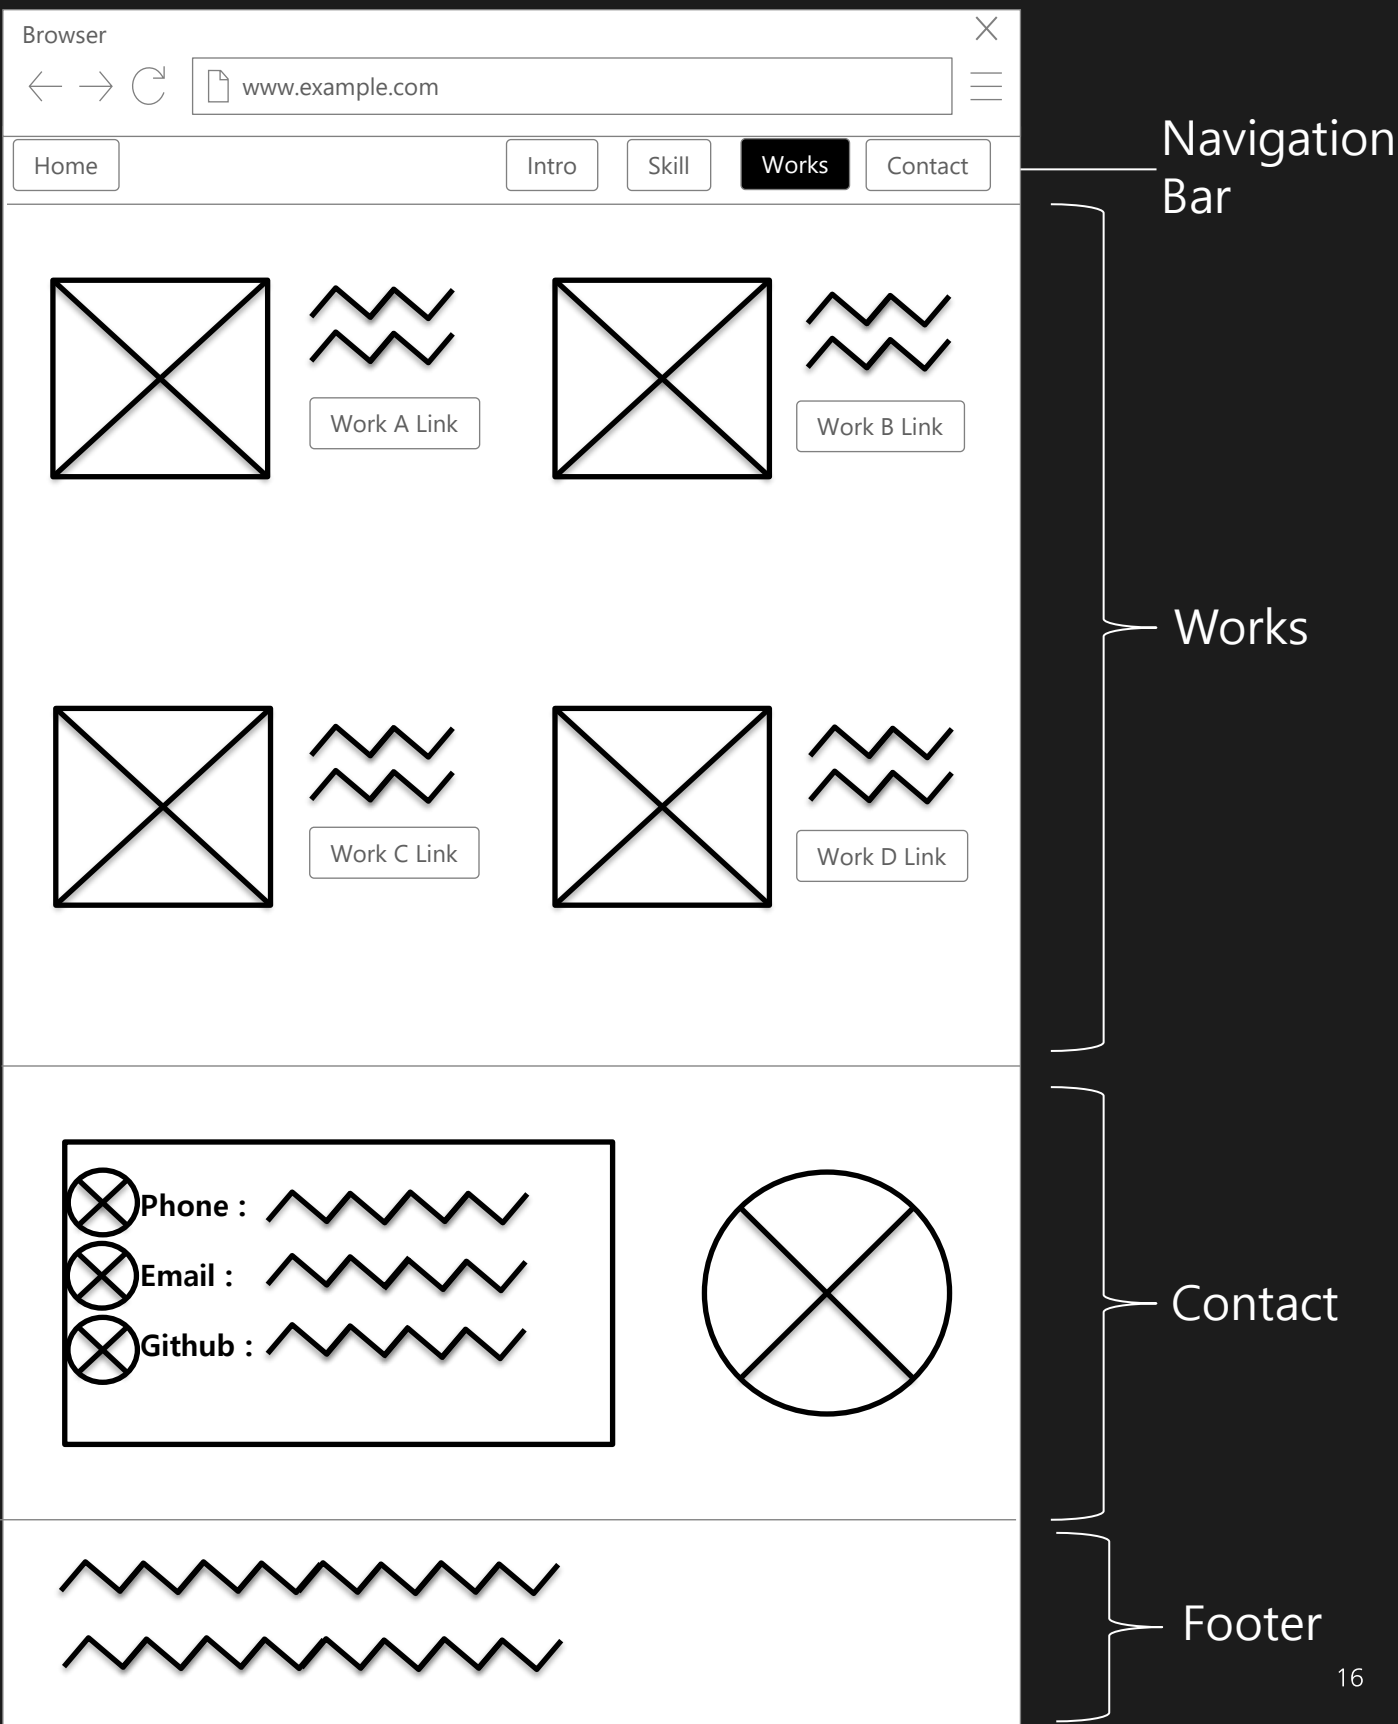 Browser
www.example.com
Home
Intro
Skill
Works
Contact
Navigation
Bar
Work A Link
Work B Link
Works
Work C Link
Work D Link
Phone :
Email :
Github :
Contact
Footer
16